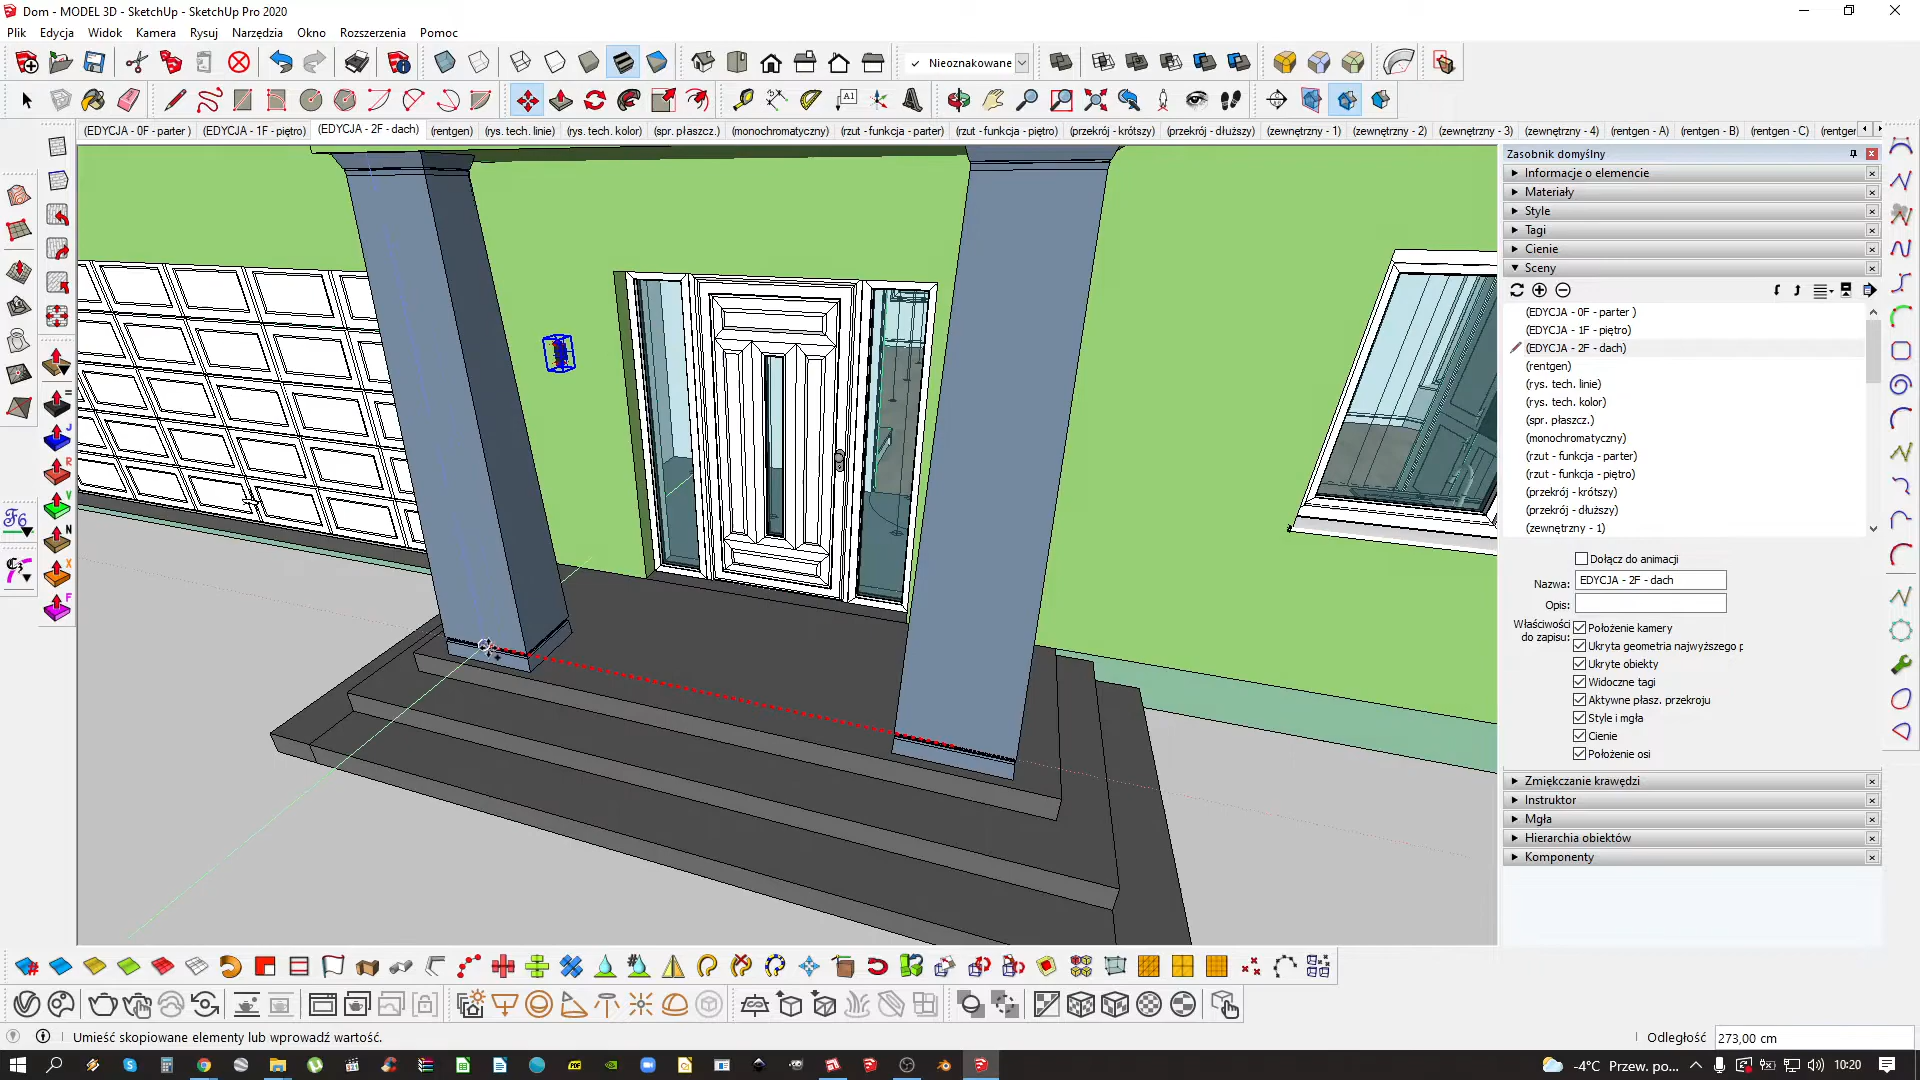 Dom - MODEL 3D - SketchUp - SketchUp Pro 2020
Plik Edycja Widok Kamera Rysuj Narzędzia Okno Rozszerzenia Pomoc
Nieoznakowane
A1
(EDYCJA - 0F - parter ) (EDYCJA - 1F - piętro) (EDYCJA - 2F - dach) (rentgen) (rys. tech. linie) (rys. tech. kolor) (spr. płaszcz.) (monochromatyczny) (rzut - funkcja - parter) (rzut - funkcja - piętro) (przekrój - krótszy) (przekrój - dłuższy) (zewnętrzny - 1) (zewnętrzny - 2) (zewnętrzny - 3) (zewnętrzny - 4) (rentgen - A) (rentgen - B) (rentgen - C) (rentger
Zasobnik domyślny
Informacje o elemencie
Materiały
Style
Tagi
Cienie
Sceny
(EDYCJA - 0F - parter )
(EDYCJA - 1F - piętro)
(EDYCJA - 2F - dach)
(rentgen)
(rys. tech. linie)
(rys. tech. kolor)
(spr. płaszcz.)
(monochromatyczny)
(rzut - funkcja - parter)
(rzut - funkcja - piętro)
(przekrój - krótszy)
(przekrój - dłuższy)
(zewnętrzny - 1)
Dołącz do animacji
Nazwa: EDYCJA - 2F - dach
Opis:
Właściwości do zapisu:
Położenie kamery
Ukryta geometria najwyższego p
Ukryte obiekty
Widoczne tagi
Aktywne płasz. przekroju
Style i mgła
Cienie
Położenie osi
Zmiękczanie krawędzi
Instruktor
Mgła
Hierarchia obiektów
Komponenty
J
R
V
N
X
F
F6
Umieść skopiowane elementy lub wprowadź wartość.
Odległość 273,00 cm
-4°C Przew. po... 10:20